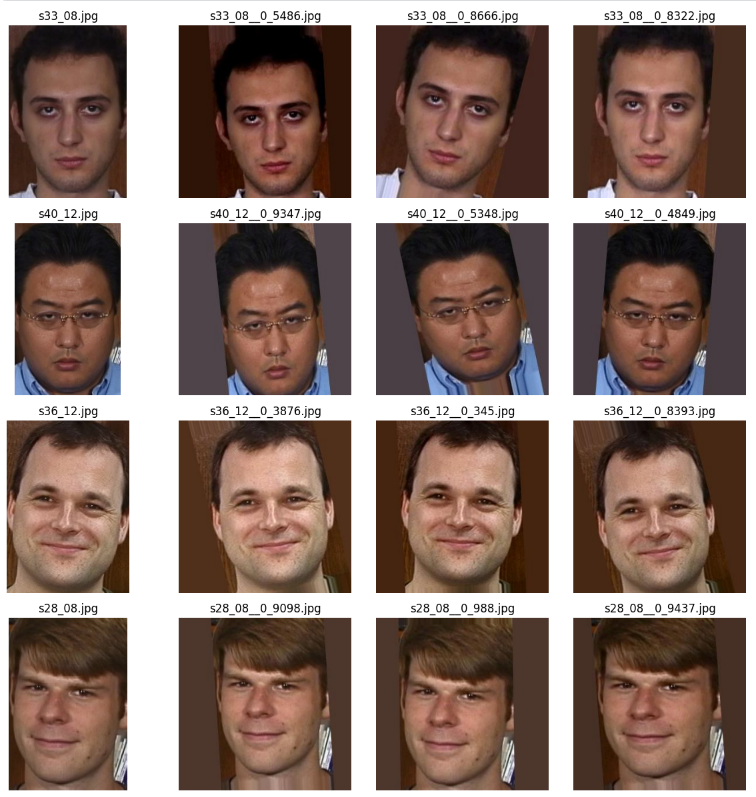 s33_08.jpg s33_08__0_5486.jpg s33_08__0_8666.jpg s33_08__0_8322.jpg
s40_12.jpg s40_12__0_9347.jpg s40_12__0_5348.jpg s40_12__0_4849.jpg
s36_12.jpg s36_12__0_3876.jpg s36_12__0_345.jpg s36_12__0_8393.jpg
s28_08.jpg s28_08__0_9098.jpg s28_08__0_988.jpg s28_08__0_9437.jpg